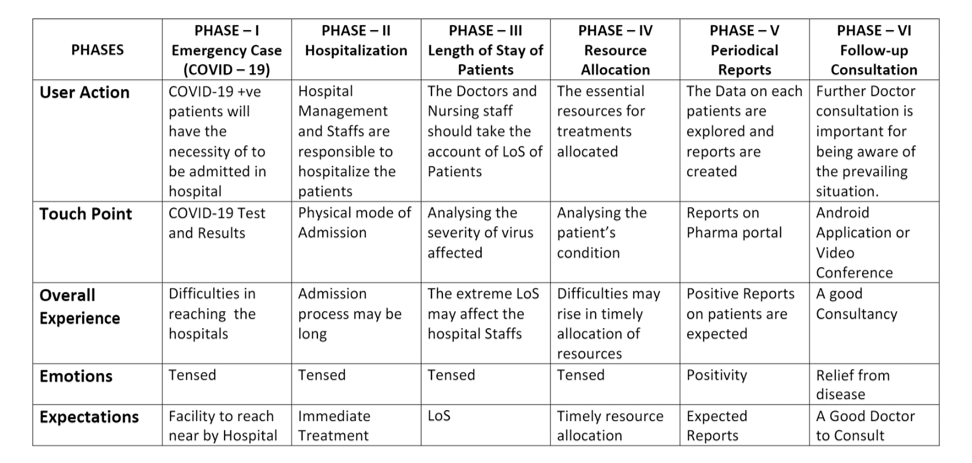 PHASES
PHASE – I
Emergency Case
(COVID – 19)
PHASE – II
Hospitalization
PHASE – III
Length of Stay of
Patients
PHASE – IV
Resource
Allocation
PHASE – V
Periodical
Reports
PHASE – VI
Follow-up
Consultation
User Action
COVID-19 +ve
patients will
have the
necessity of to
be admitted in
hospital
Hospital
Management
and Staffs are
responsible to
hospitalize the
patients
The Doctors and
Nursing staff
should take the
account of LoS of
Patients
The essential
resources for
treatments
allocated
The Data on each
patients are
explored and
reports are
created
Further Doctor
consultation is
important for
being aware of
the prevailing
situation.
Touch Point
COVID-19 Test
and Results
Physical mode of
Admission
Analysing the
severity of virus
affected
Analysing the
patient’s
condition
Reports on
Pharma portal
Android
Application or
Video
Conference
Overall
Experience
Difficulties in
reaching the
hospitals
Admission
process may be
long
The extreme LoS
may affect the
hospital Staffs
Difficulties may
rise in timely
allocation of
resources
Positive Reports
on patients are
expected
A good
Consultancy
Emotions
Tensed
Tensed
Tensed
Tensed
Positivity
Relief from
disease
Expectations
Facility to reach
near by Hospital
Immediate
Treatment
LoS
Timely resource
allocation
Expected
Reports
A Good Doctor
to Consult